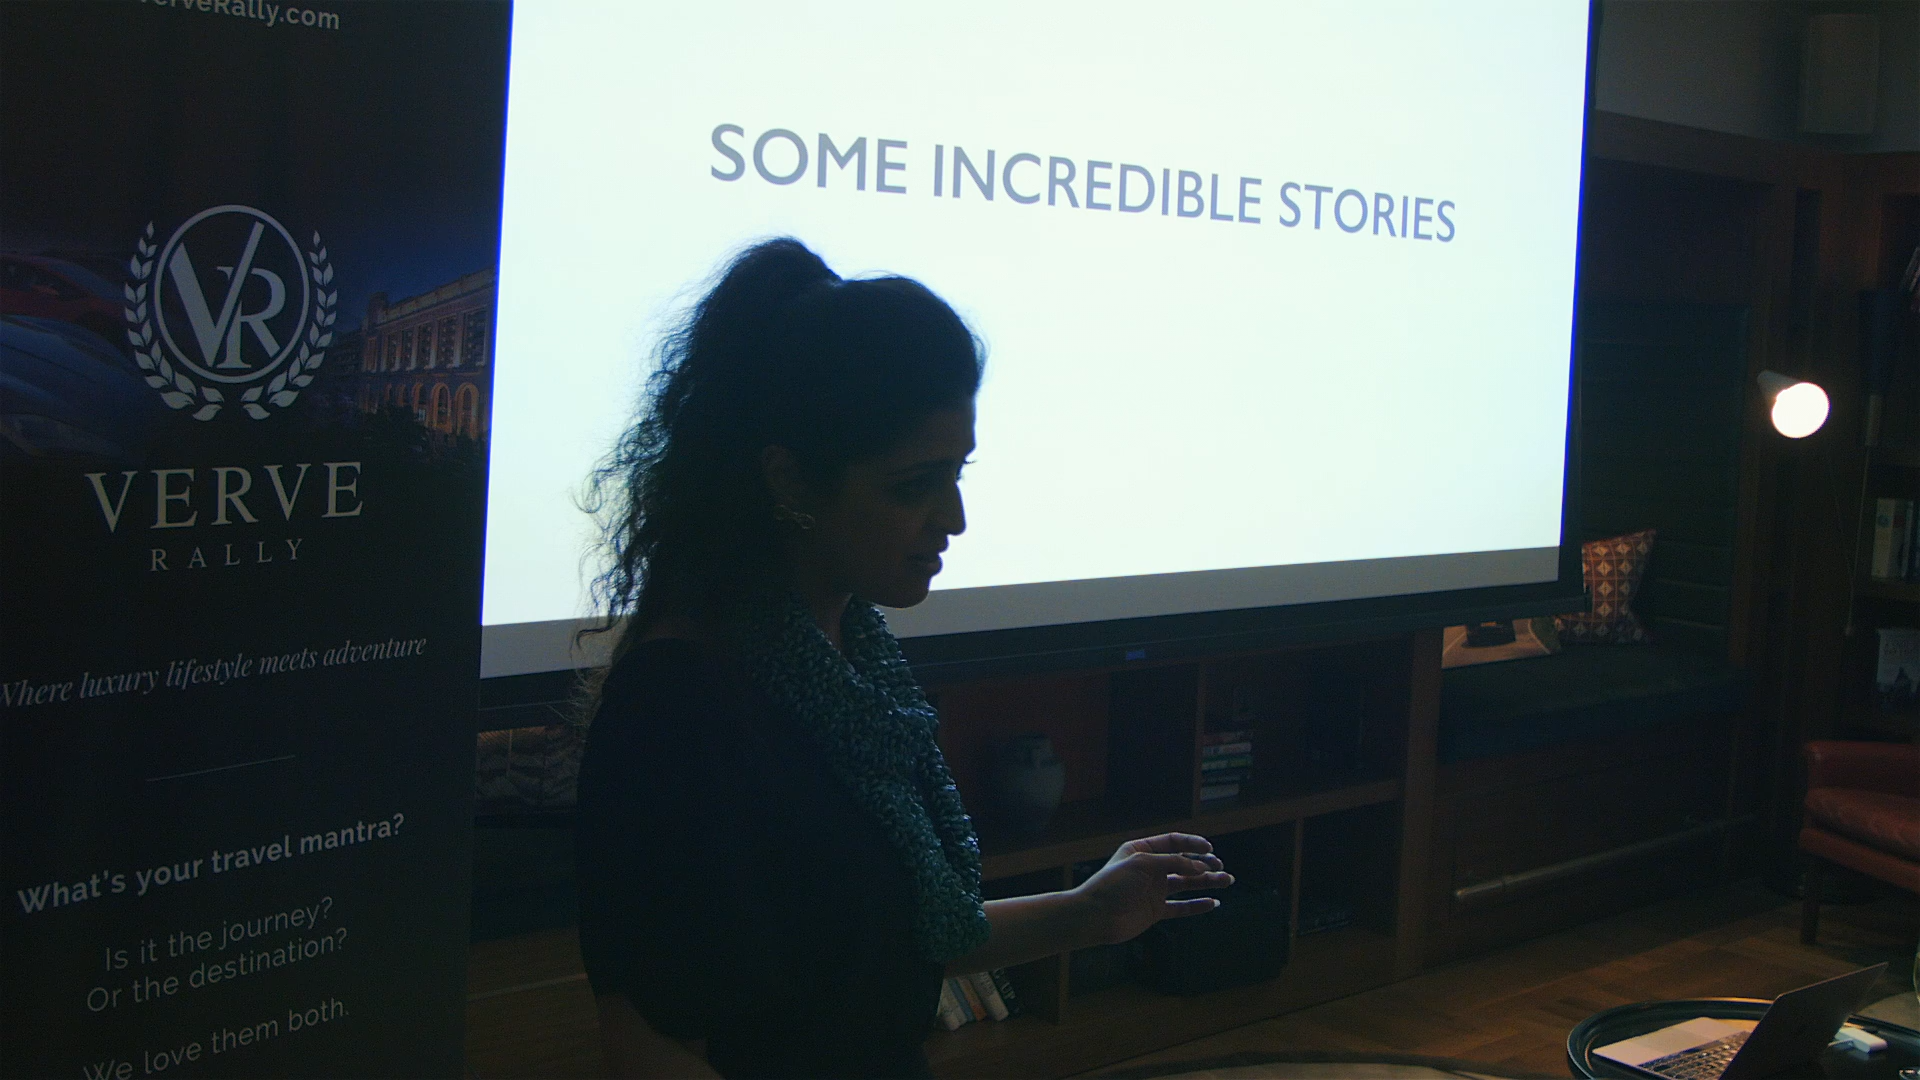 VerveRally.com
VR
VERVE
RALLY
Where luxury lifestyle meets adventure
What's your travel mantra?
Is it the journey?
Or the destination?
We love them both.
SOME INCREDIBLE STORIES